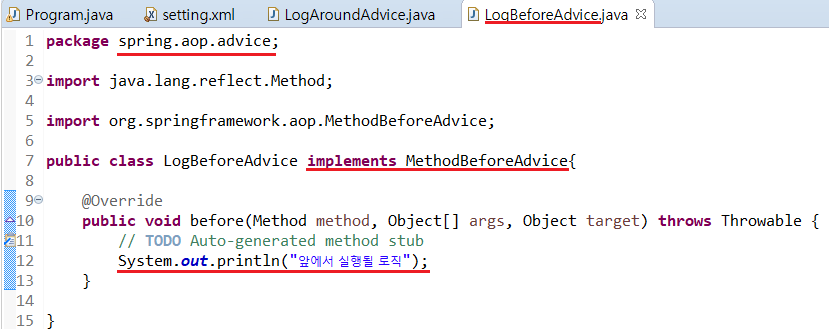 Program.java setting.xml LogAroundAdvice.java LogBeforeAdvice.java
1 package spring.aop.advice;
2
3 import java.lang.reflect.Method;
4
5 import org.springframework.aop.MethodBeforeAdvice;
6
7 public class LogBeforeAdvice implements MethodBeforeAdvice{
8
9 @Override
10 public void before(Method method, Object[] args, Object target) throws Throwable {
11 // TODO Auto-generated method stub
12 System.out.println("앞에서 실행될 로직");
13 }
14
15 }